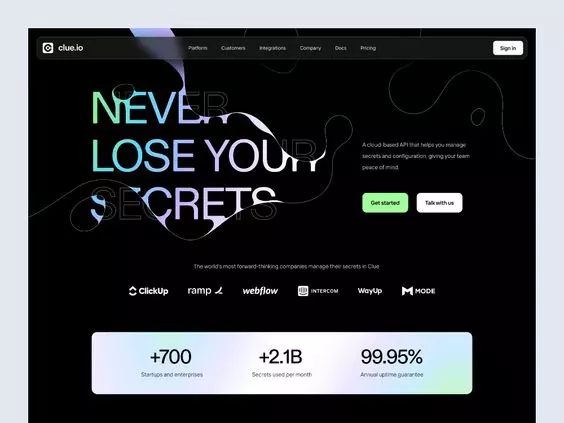 clue.io
Platform Customers Integrations Company Docs Pricing
Sign in
NEVER
LOSE YOUR
SECRETS
A cloud-based API that helps you manage
secrets and configuration, giving your team
peace of mind.
Get started Talk with us
The world's most forward-thinking companies manage their secrets in Clue
ClickUp ramp webflow INTERCOM WayUp MODE
+700 +2.1B 99.95%
Startups and enterprises Secrets used per month Annual uptime guarantee